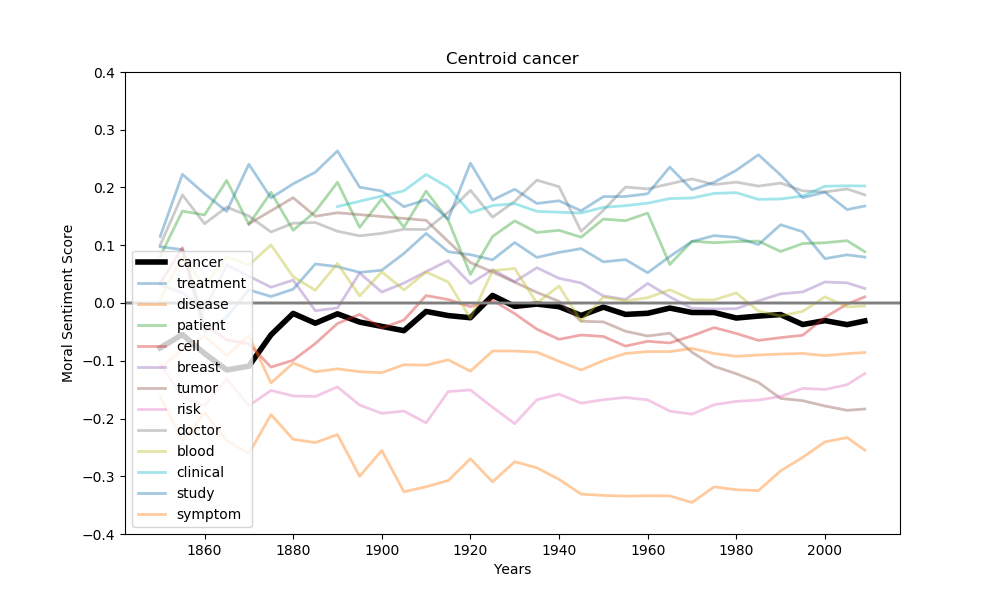 Centroid cancer
0.4
0.3
0.2
0.1
0.0
−0.1
−0.2
−0.3
−0.4
Moral Sentiment Score
cancer
treatment
disease
patient
cell
breast
tumor
risk
doctor
blood
clinical
study
symptom
1860 1880 1900 1920 1940 1960 1980 2000
Years